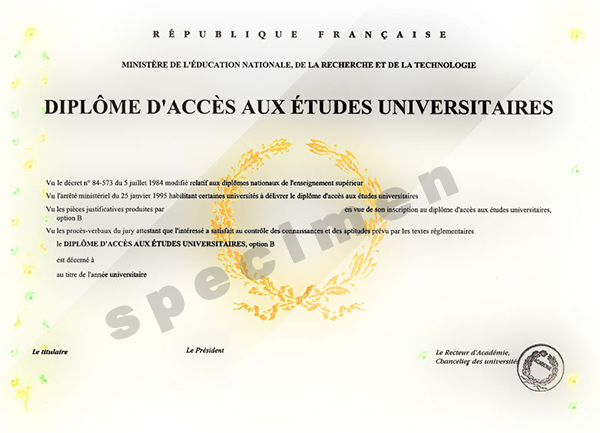 RÉPUBLIQUE FRANÇAISE
MINISTÈRE DE L'ÉDUCATION NATIONALE, DE LA RECHERCHE ET DE LA TECHNOLOGIE
DIPLÔME D'ACCÈS AUX ÉTUDES UNIVERSITAIRES
Vu le décret n° 84-573 du 5 juillet 1984 modifié relatif aux diplômes nationaux de l'enseignement supérieur
Vu l'arrêté ministériel du 25 janvier 1995 habilitant certaines universités à délivrer le diplôme d'accès aux études universitaires
Vu les pièces justificatives produites par en vue de son inscription au diplôme d'accès aux études universitaires,
option B
Vu les procès-verbaux du jury attestant que l'intéressé a satisfait au contrôle des connaissances et des aptitudes prévu par les textes réglementaires
le DIPLÔME D'ACCÈS AUX ÉTUDES UNIVERSITAIRES, option B
est décerné à
au titre de l'année universitaire
specimen
Le titulaire
Le Président
Le Recteur d'Académie,
Chancelier des universités